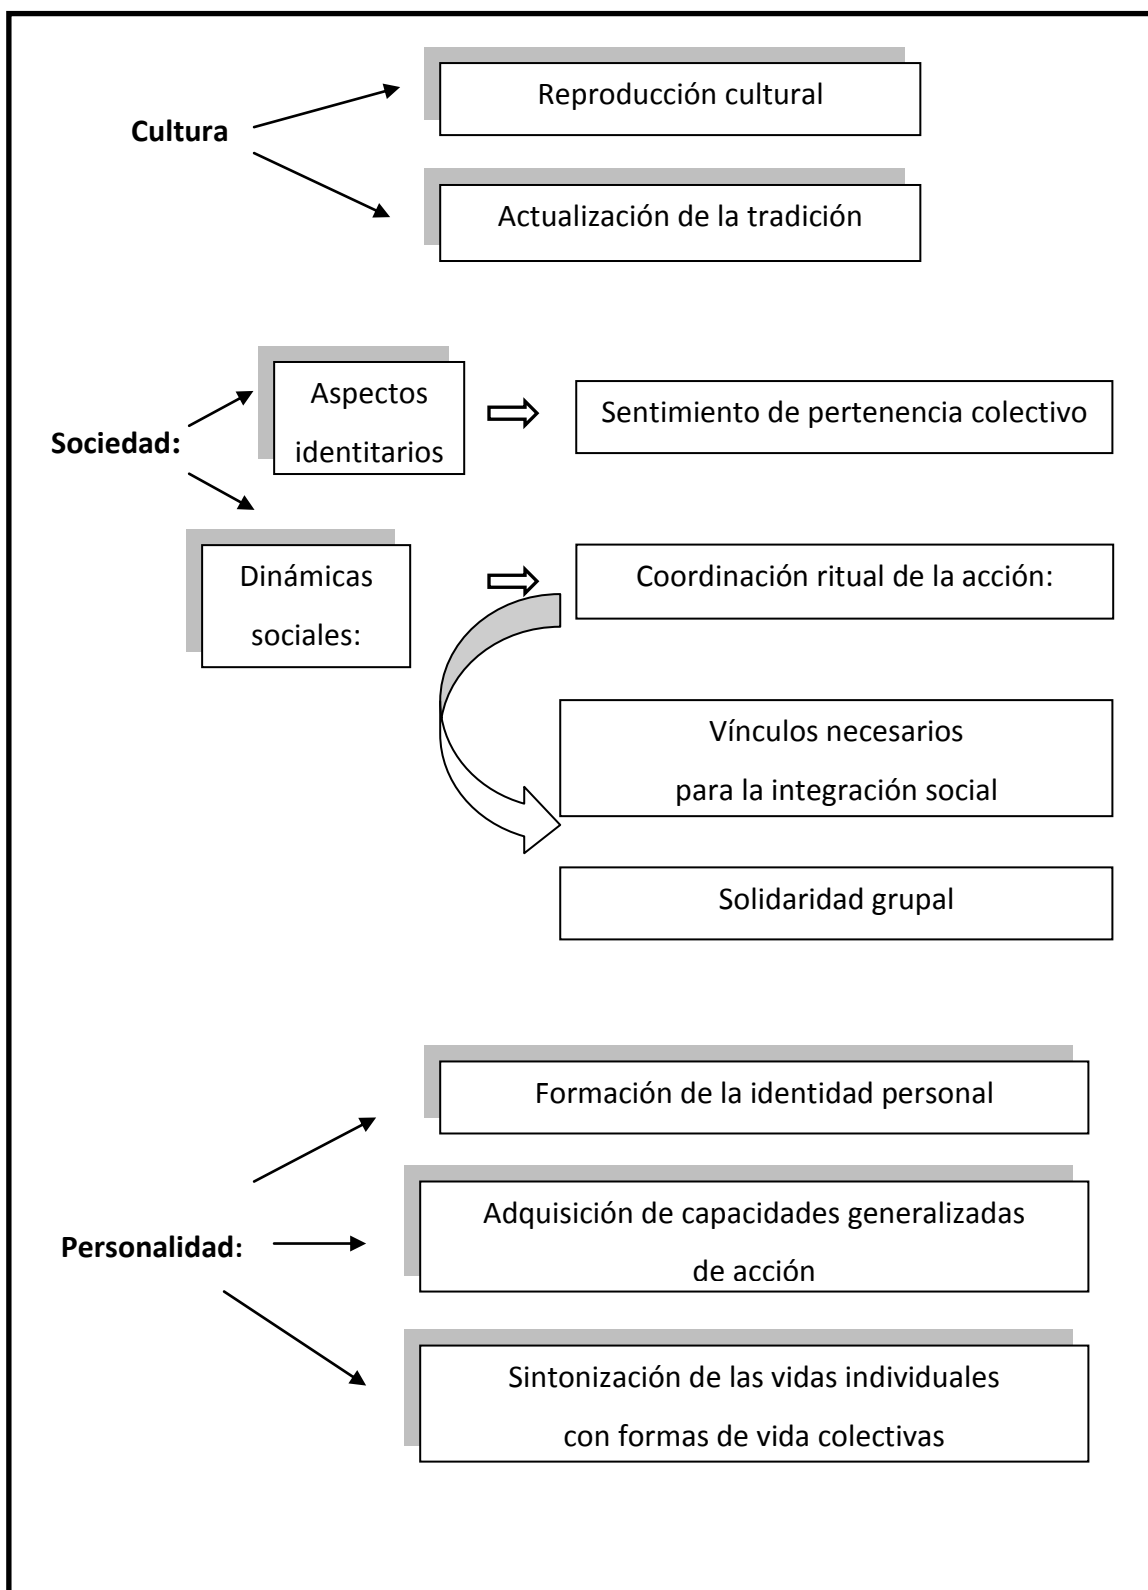 Reproducción cultural
Cultura
Actualización de la tradición
Aspectos
identitarios
Sentimiento de pertenencia colectivo
Sociedad:
Dinámicas
sociales:
Coordinación ritual de la acción:
Vínculos necesarios
para la integración social
Solidaridad grupal
Formación de la identidad personal
Adquisición de capacidades generalizadas
de acción
Personalidad:
Sintonización de las vidas individuales
con formas de vida colectivas